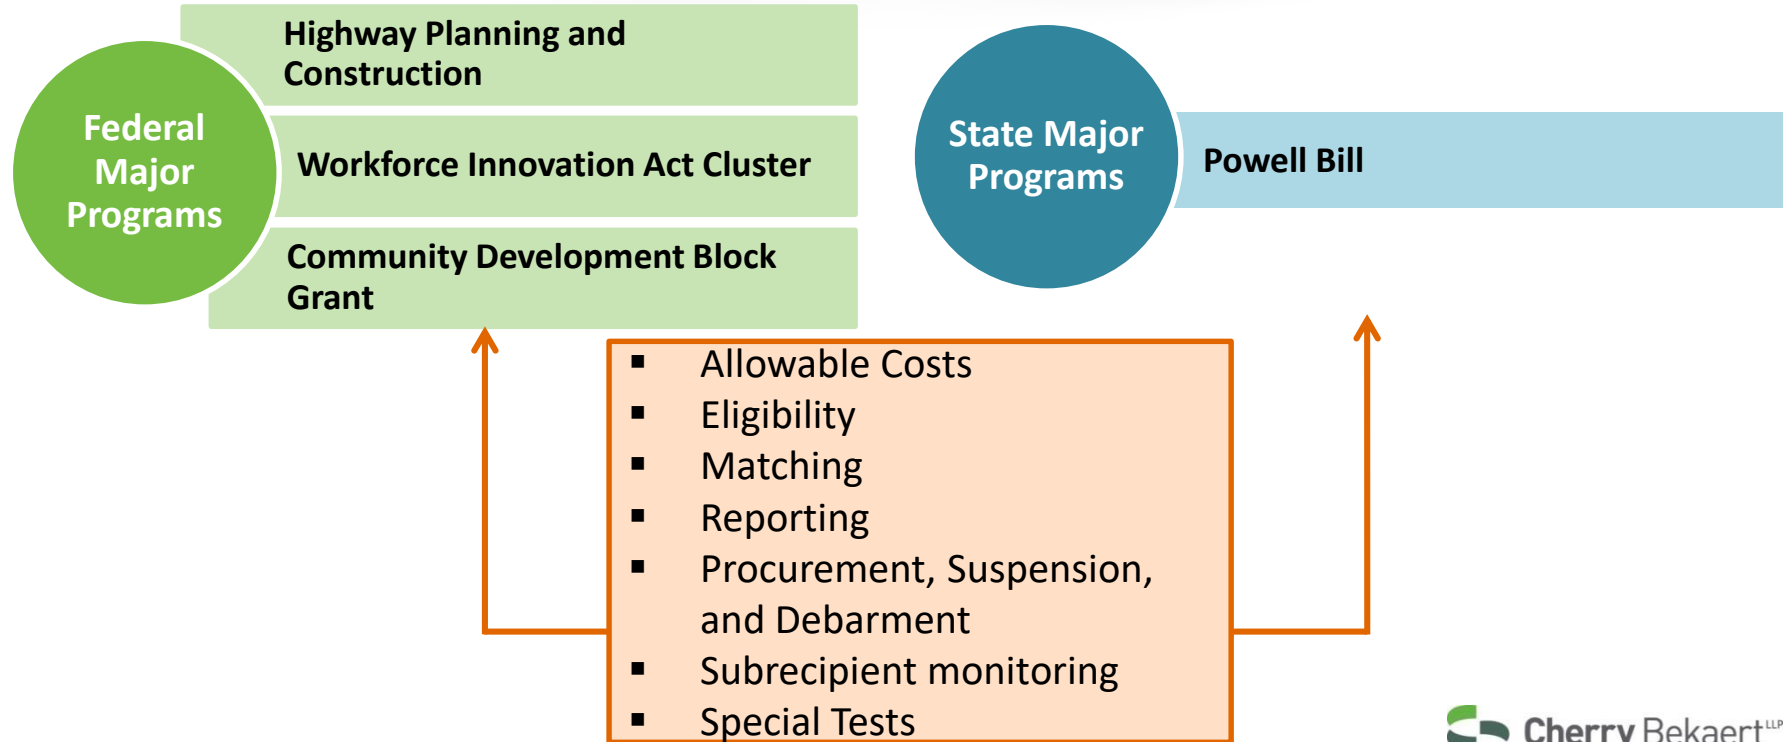 Federal
Major
Programs
Highway Planning and
Construction
Workforce Innovation Act Cluster
Community Development Block
Grant
State Major
Programs
Powell Bill
▪ Allowable Costs
▪ Eligibility
▪ Matching
▪ Reporting
▪ Procurement, Suspension,
and Debarment
▪ Subrecipient monitoring
▪ Special Tests
Cherry Bekaert LLP